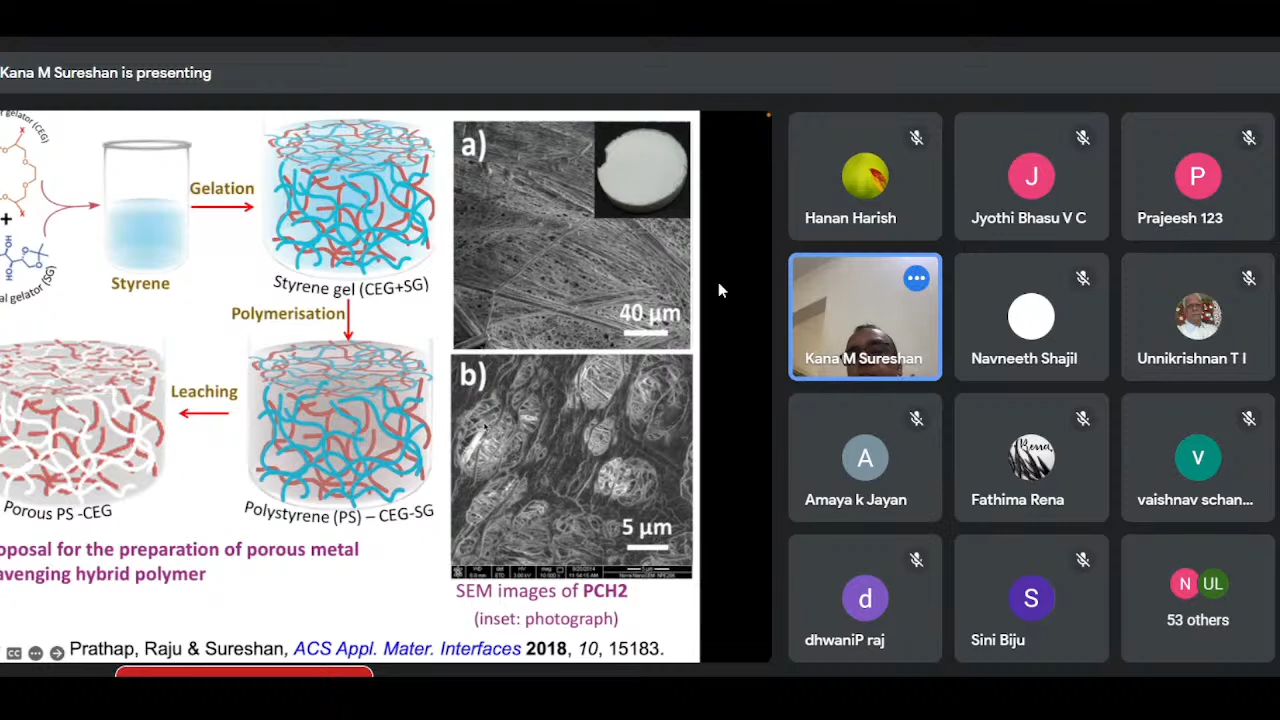 Kana M Sureshan is presenting
gelator (CEG)
+
al gelator (SG)
Styrene
Gelation
Styrene gel (CEG+SG)
Polymerisation
Leaching
Porous PS -CEG
Polystyrene (PS) – CEG-SG
oposal for the preparation of porous metal
avenging hybrid polymer
a)
40 µm
b)
5 µm
SEM images of PCH2
(inset: photograph)
Prathap, Raju & Sureshan, ACS Appl. Mater. Interfaces 2018, 10, 15183.
Hanan Harish
J
Jyothi Bhasu V C
P
Prajeesh 123
Kana M Sureshan
Navneeth Shajil
Unnikrishnan T I
A
Amaya k Jayan
Rena
Fathima Rena
v
vaishnav schan...
d
dhwaniP raj
S
Sini Biju
N UL
53 others